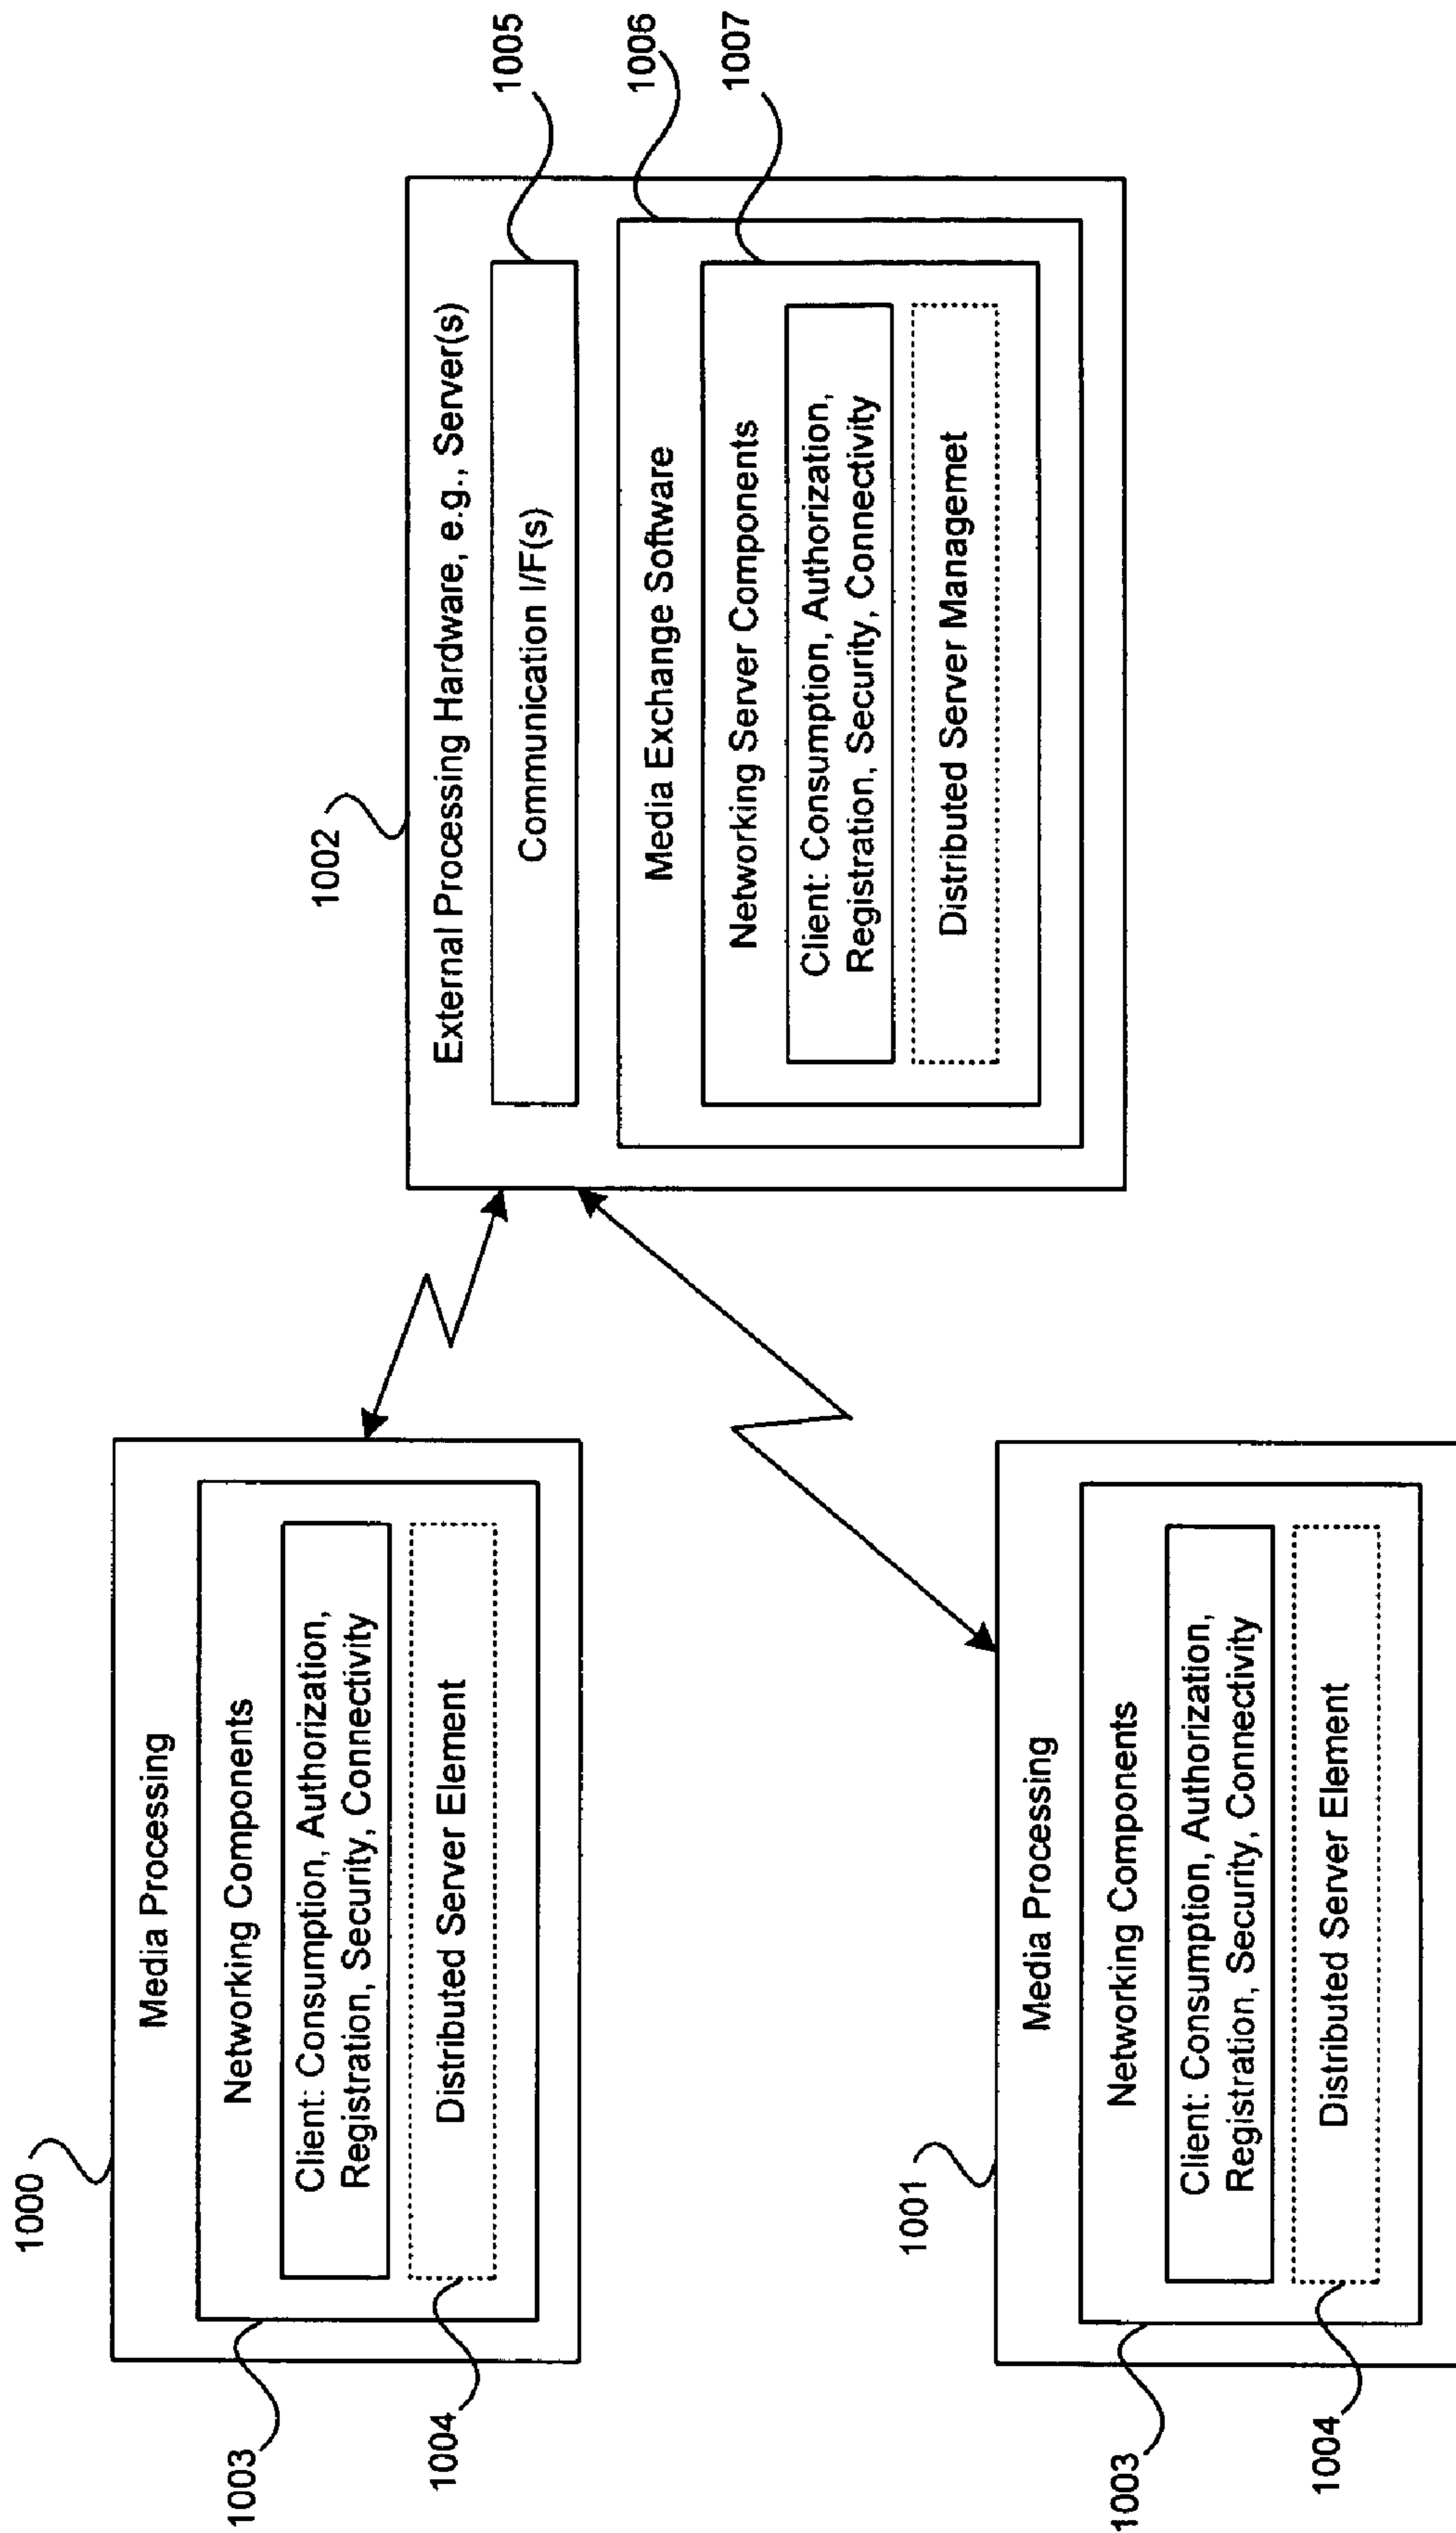 1000
Media Processing
Networking Components
Client: Consumption, Authorization,
Registration, Security, Connectivity
Distributed Server Element
1003
1004
1002
External Processing Hardware, e.g., Server(s)
Communication I/F(s)
Media Exchange Software
Networking Server Components
Client: Consumption, Authorization,
Registration, Security, Connectivity
Distributed Server Managemet
1005
1006
1007
1001
Media Processing
Networking Components
Client: Consumption, Authorization,
Registration, Security, Connectivity
Distributed Server Element
1003
1004